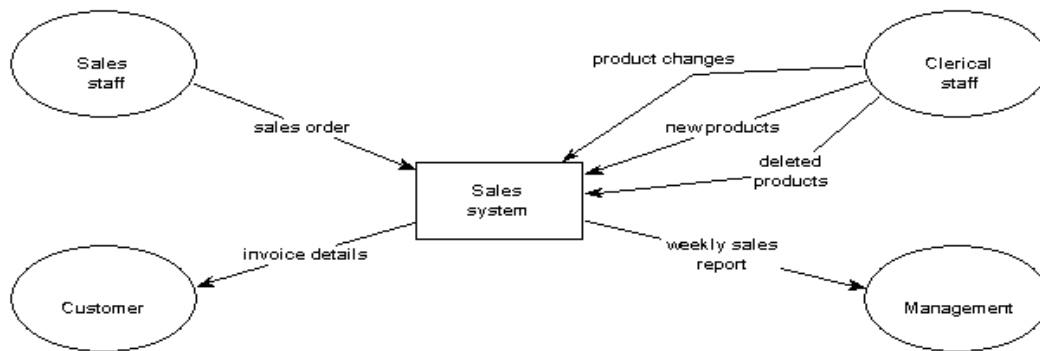 Sales
staff
product changes
Clerical
staff
sales order
new products
deleted
products
Sales
system
invoice details
weekly sales
report
Customer
Management